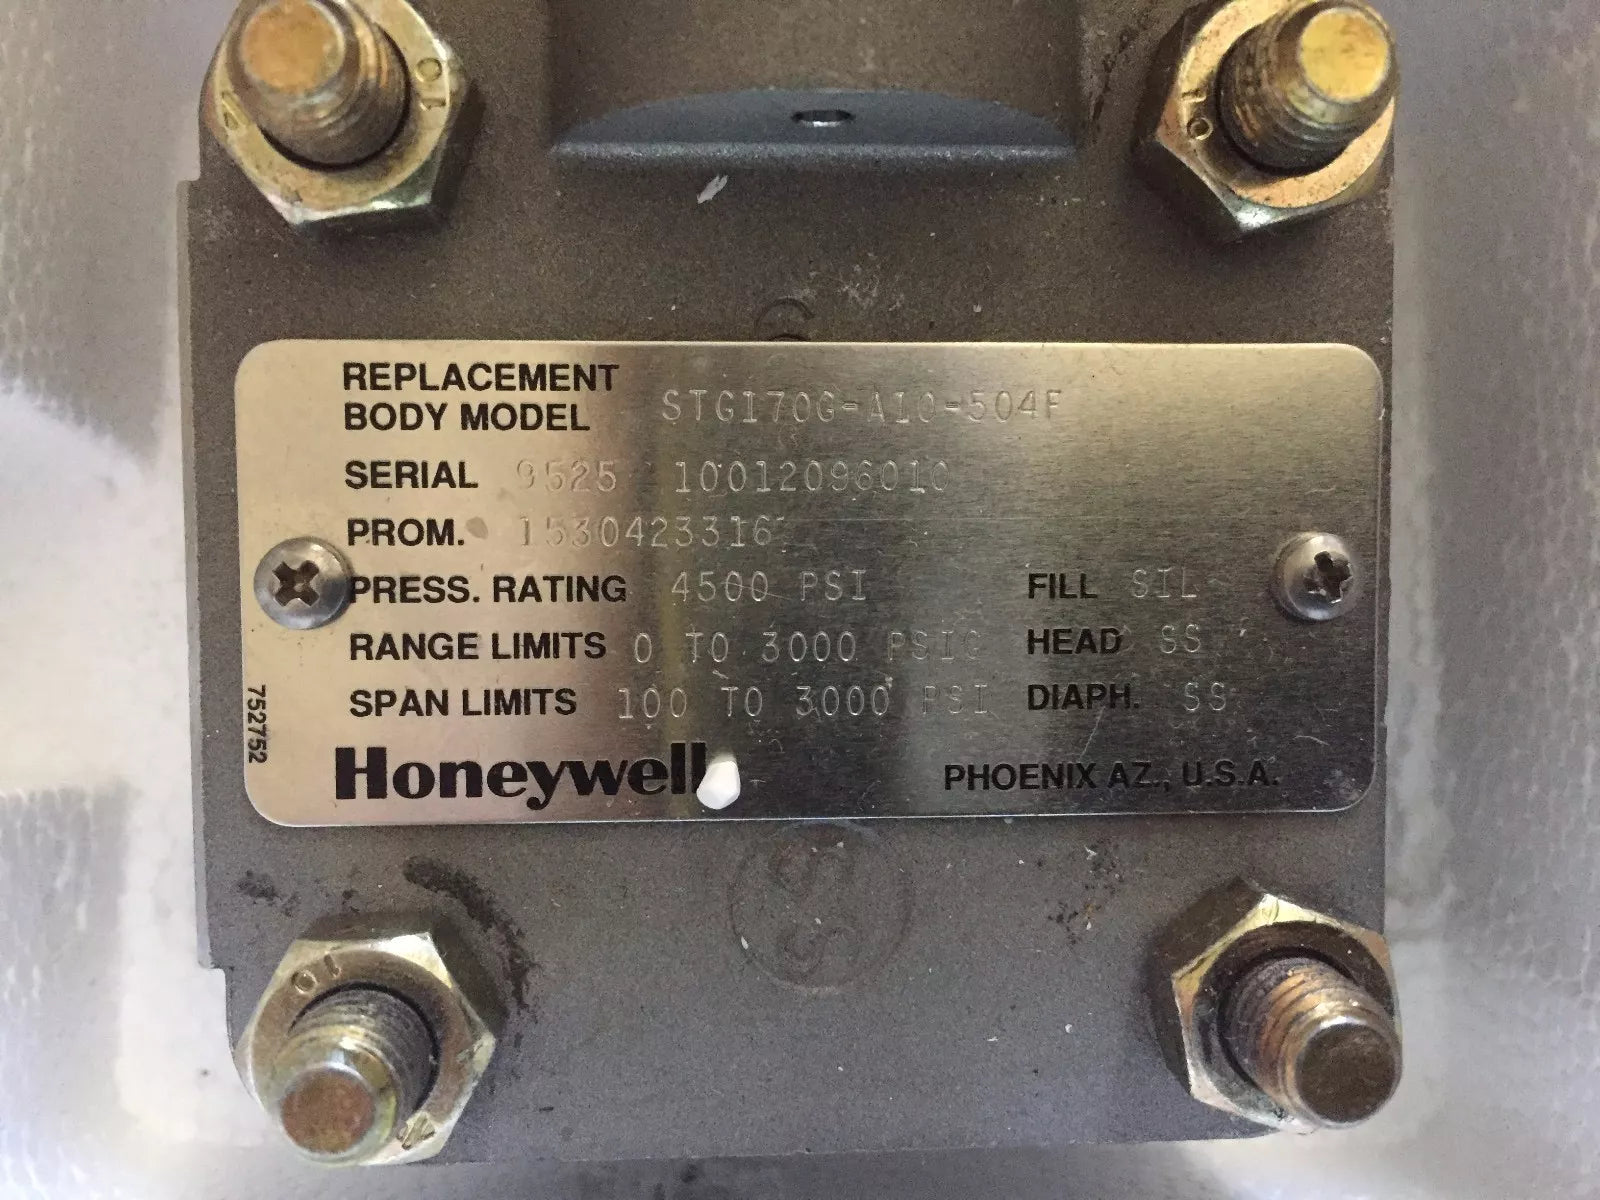 REPLACEMENT
BODY MODEL STG170G-A10-504F
SERIAL 9525 10012096010
PROM. 1530423316
PRESS. RATING 4500 PSI FILL SIL
RANGE LIMITS 0 TO 3000 PSIG HEAD SS
SPAN LIMITS 100 TO 3000 PSI DIAPH. SS
752752
Honeywell PHOENIX AZ., U.S.A.
10